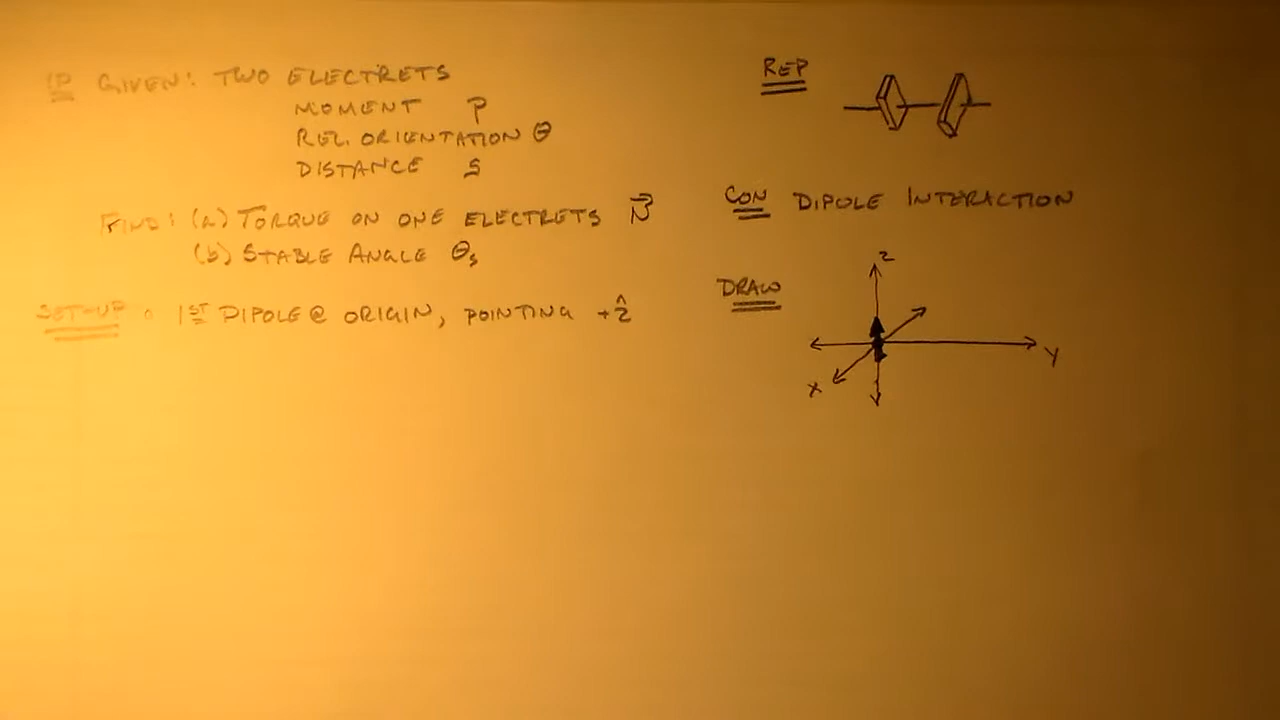 ID GIVEN: TWO ELECTRETS
MOMENT P
REL. ORIENTATION θ
DISTANCE S
FIND: (a) TORQUE ON ONE ELECTRETS N⃗
(b) STABLE ANGLE θs
SET-UP: 1ST DIPOLE @ ORIGIN, POINTING +ẑ
REP
CON DIPOLE INTERACTION
DRAW
z
y
x